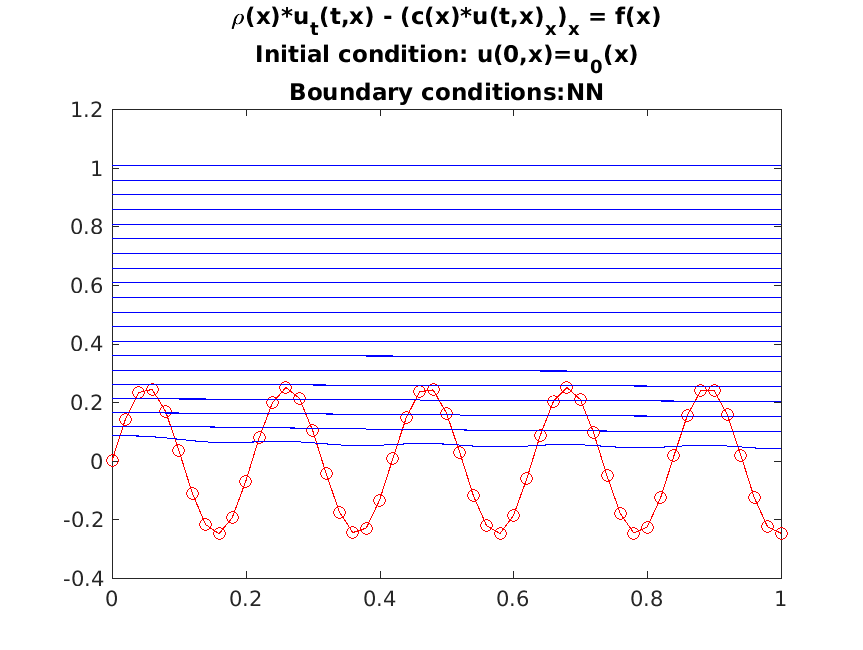 ρ(x)*u_t(t,x) - (c(x)*u(t,x)_x)_x = f(x)
Initial condition: u(0,x)=u_0(x)
Boundary conditions:NN
1.2
1
0.8
0.6
0.4
0.2
0
-0.2
-0.4
0 0.2 0.4 0.6 0.8 1